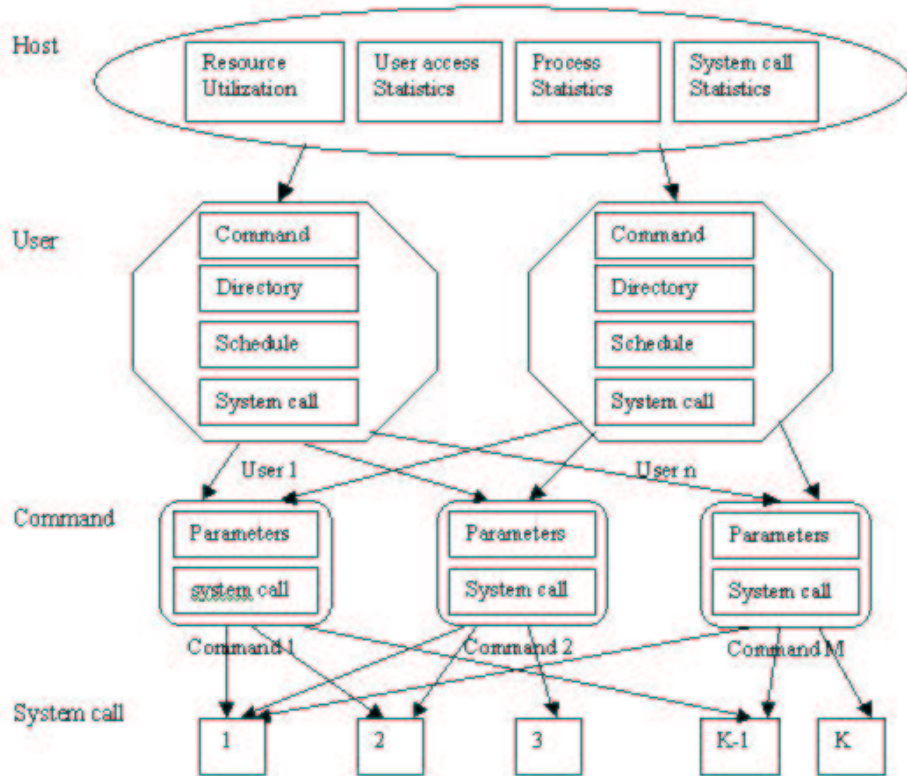 Host
Resource
Utilization
User access
Statistics
Process
Statistics
System call
Statistics
User
Command
Directory
Schedule
System call
Command
Directory
Schedule
System call
User 1
User n
Command
Parameters
system call
Parameters
System call
Parameters
System call
Command 1
Command 2
Command M
System call
1
2
3
K-1
K